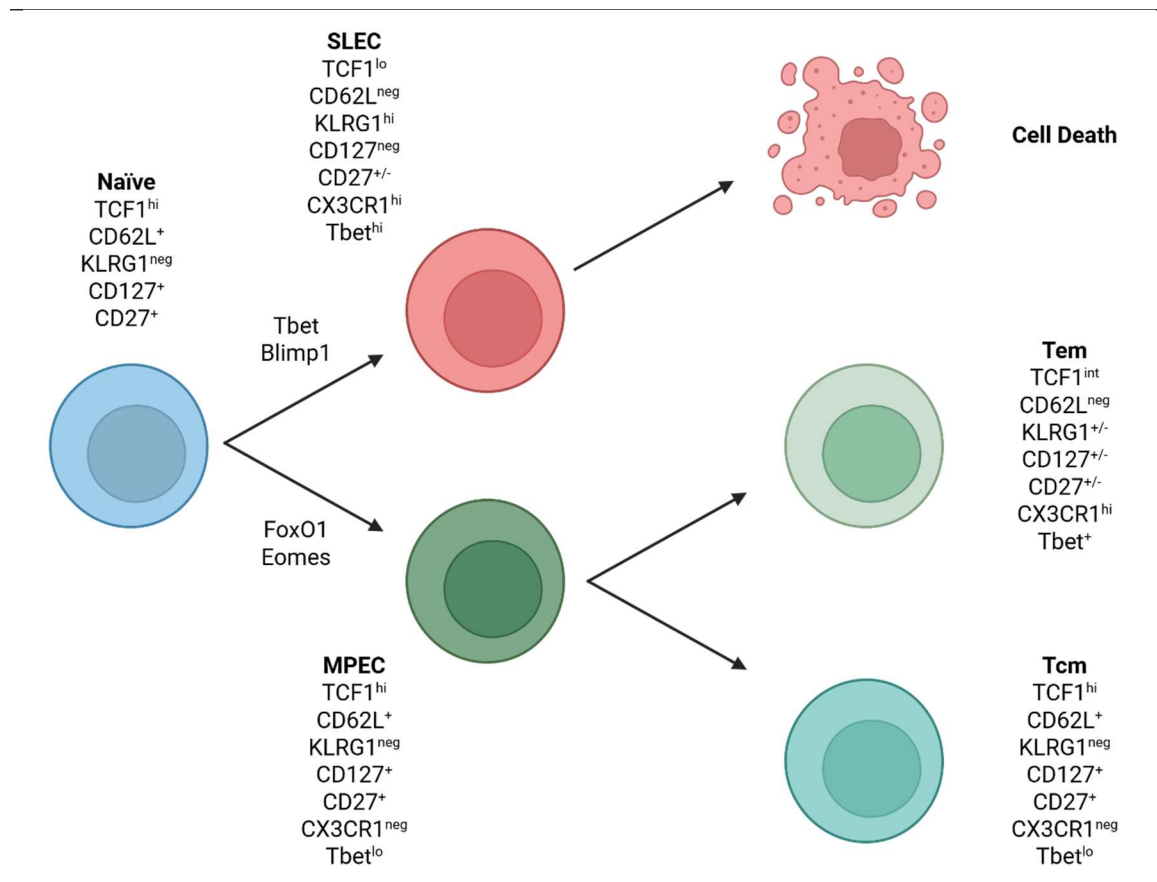 SLEC
TCF1lo
CD62Lneg
KLRG1hi
CD127neg
CD27+/-
CX3CR1hi
Tbethi
Cell Death
Naïve
TCF1hi
CD62L+
KLRG1neg
CD127+
CD27+
Tbet
Blimp1
FoxO1
Eomes
Tem
TCF1int
CD62Lneg
KLRG1+/-
CD127+/-
CD27+/-
CX3CR1hi
Tbet+
MPEC
TCF1hi
CD62L+
KLRG1neg
CD127+
CD27+
CX3CR1neg
Tbetlo
Tcm
TCF1hi
CD62L+
KLRG1neg
CD127+
CD27+
CX3CR1neg
Tbetlo